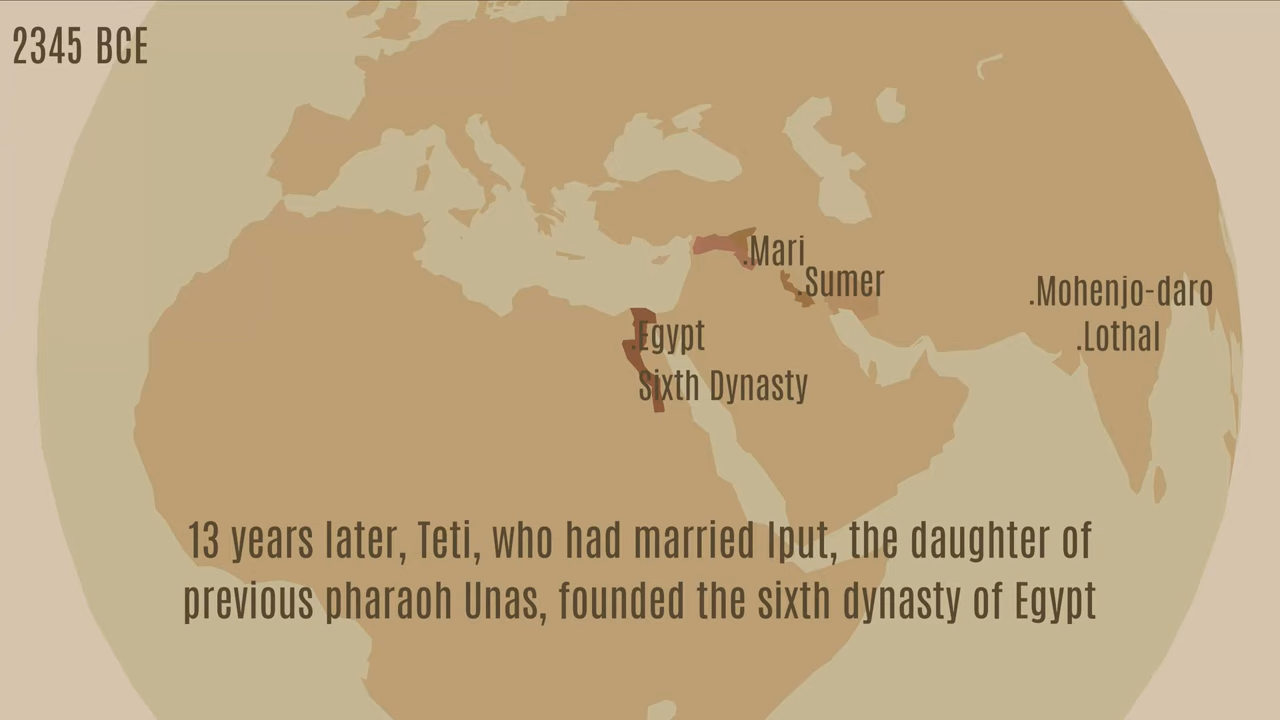 2345 BCE
.Mari
.Sumer
.Mohenjo-daro
.Lothal
.Egypt
Sixth Dynasty
13 years later, Teti, who had married Iput, the daughter of
previous pharaoh Unas, founded the sixth dynasty of Egypt